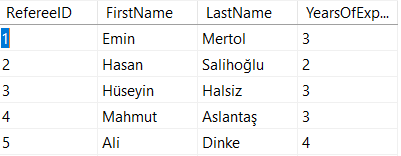 RefereeID FirstName LastName YearsOfExp...
1 Emin Mertol 3
2 Hasan Salihoğlu 2
3 Hüseyin Halsiz 3
4 Mahmut Aslantaş 3
5 Ali Dinke 4